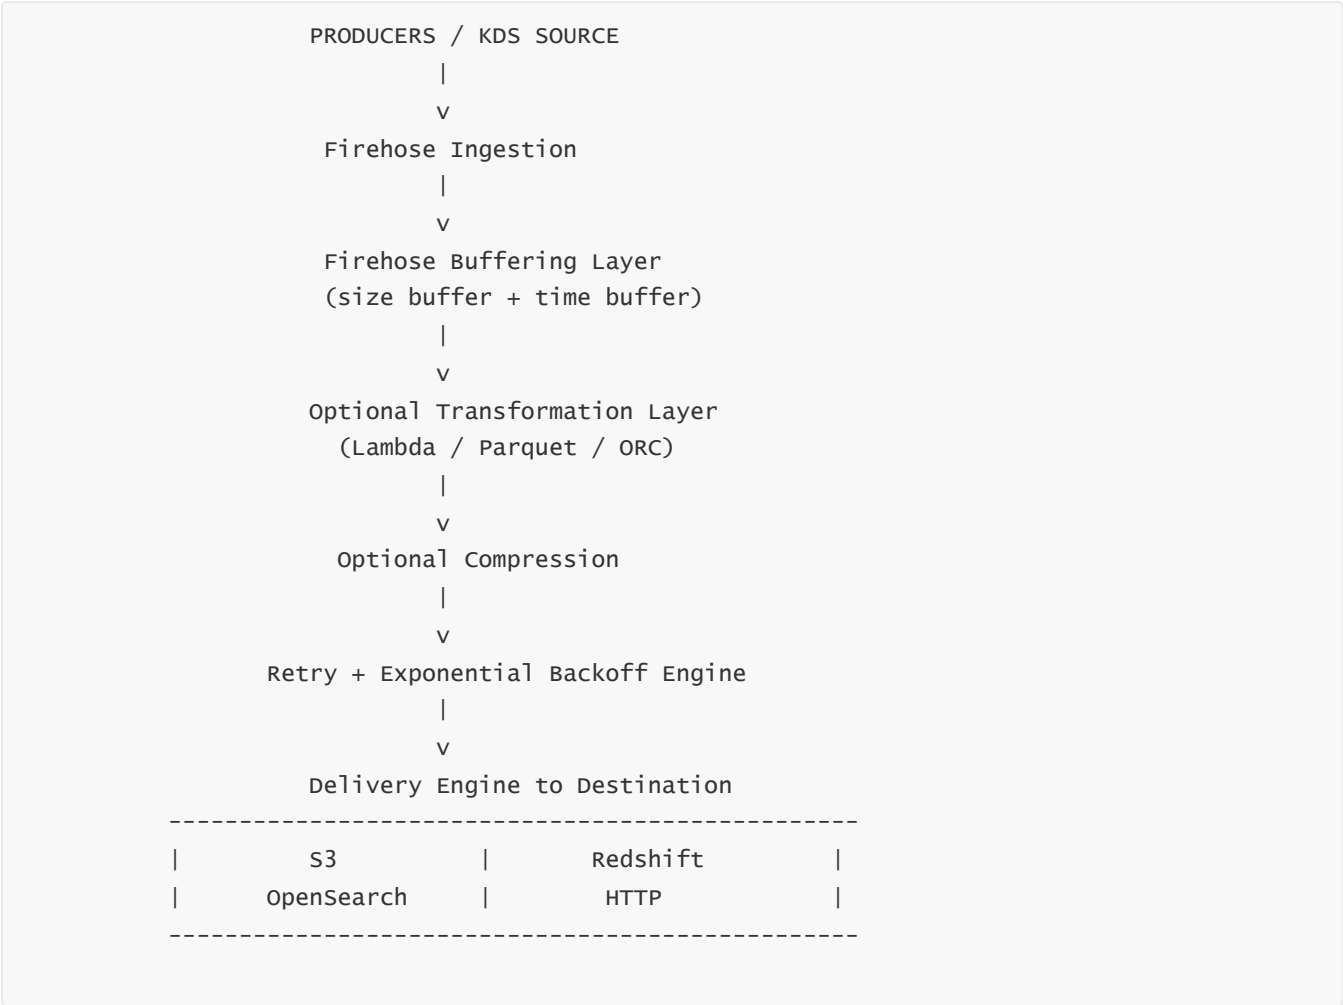 PRODUCERS / KDS SOURCE
|
v
Firehose Ingestion
|
v
Firehose Buffering Layer
(size buffer + time buffer)
|
v
Optional Transformation Layer
(Lambda / Parquet / ORC)
|
v
Optional Compression
|
v
Retry + Exponential Backoff Engine
|
v
Delivery Engine to Destination
-------------------------------------------------
| S3 | Redshift |
| OpenSearch | HTTP |
-------------------------------------------------